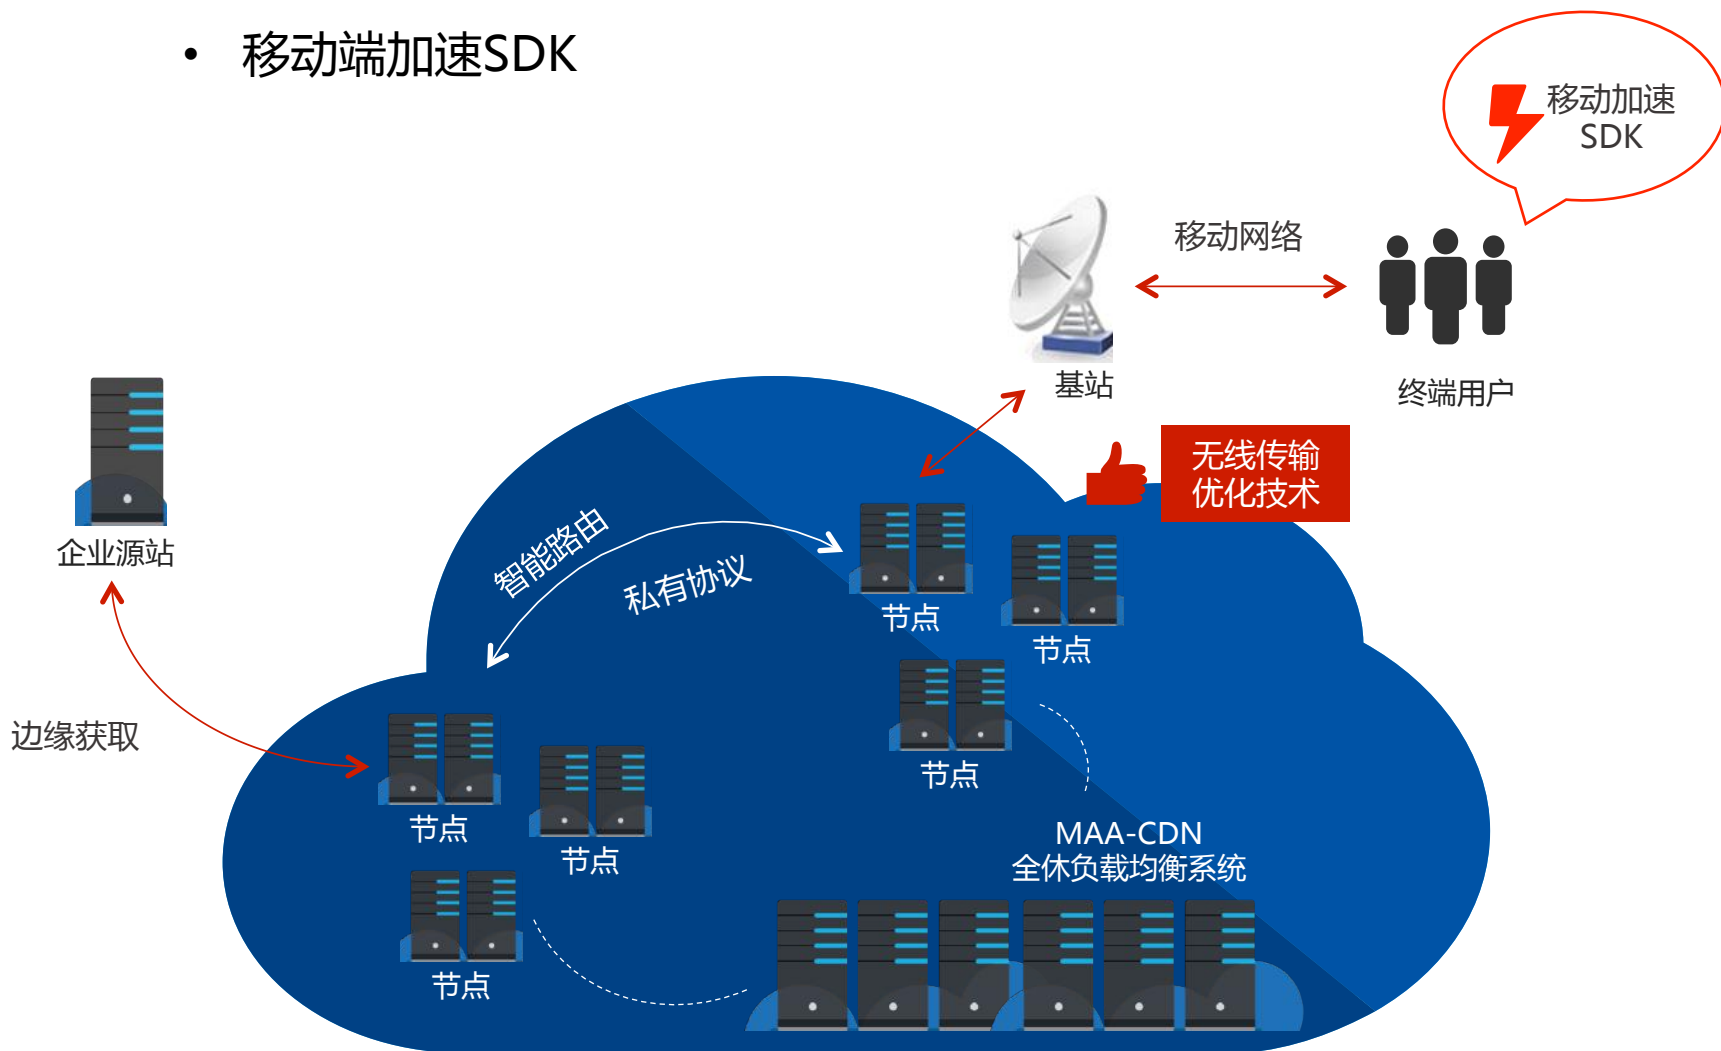 • 移动端加速SDK
移动加速
SDK
移动网络
基站
终端用户
无线传输
优化技术
企业源站
智能路由
私有协议
节点
节点
节点
边缘获取
节点
节点
节点
MAA-CDN
全休负载均衡系统